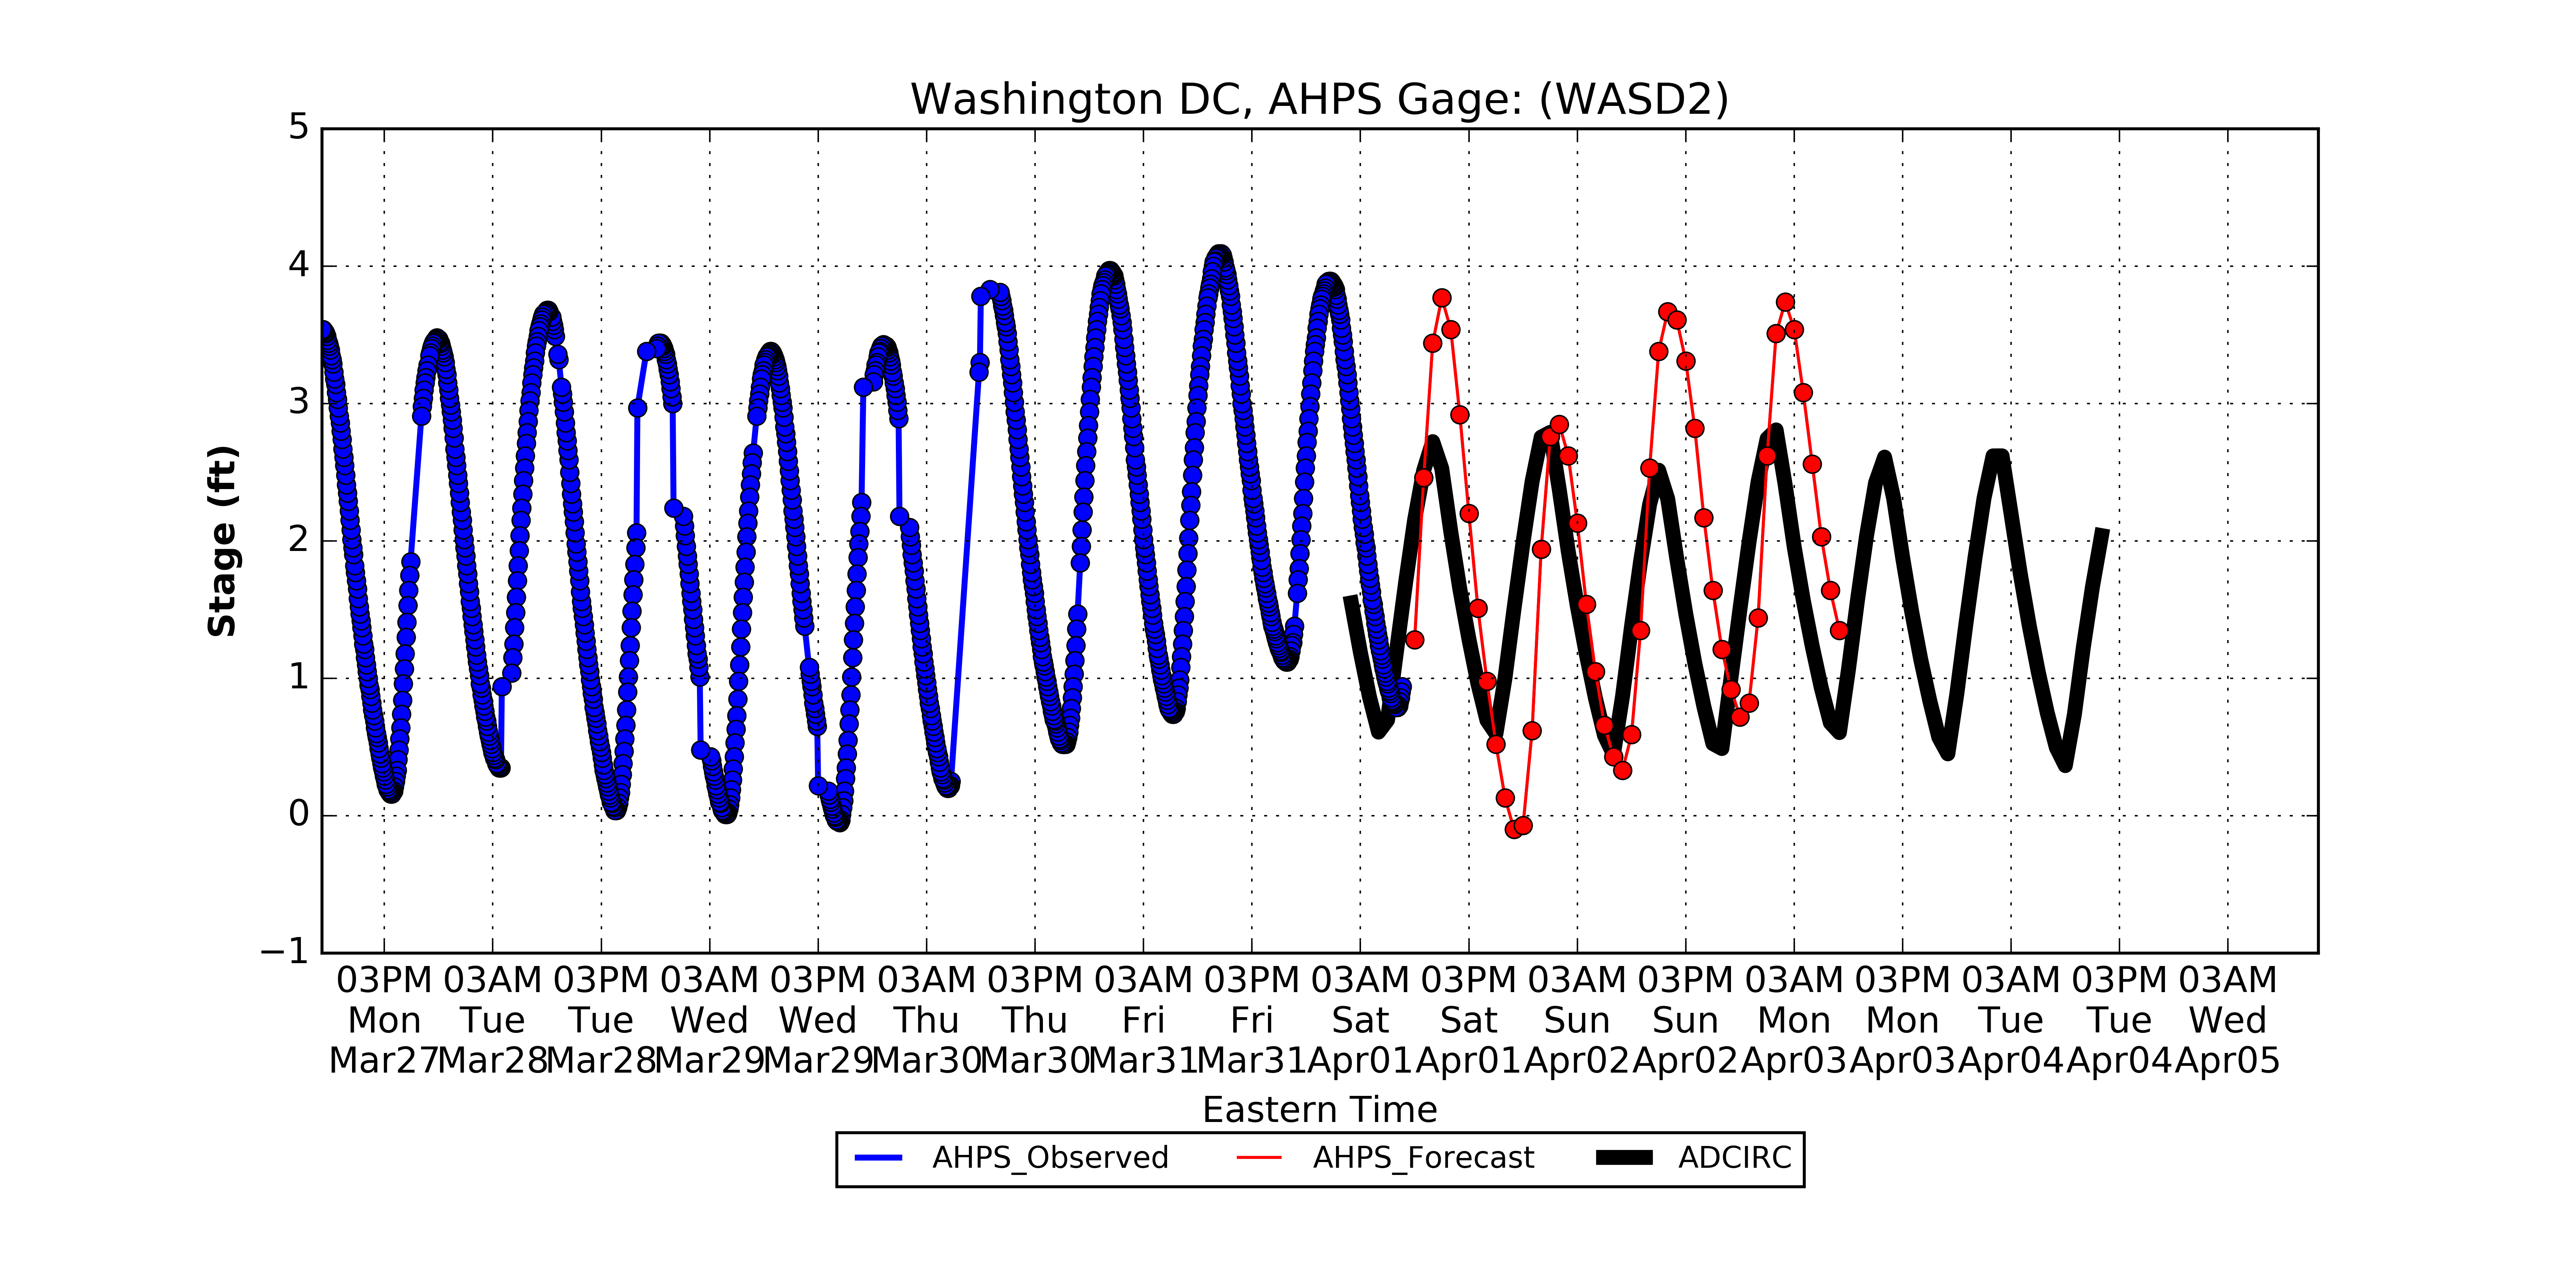 Washington DC, AHPS Gage: (WASD2)
5
4
3
2
1
0
−1
Stage (ft)
03PM 03AM 03PM 03AM 03PM 03AM 03PM 03AM 03PM 03AM 03PM 03AM 03PM 03AM 03PM 03AM 03PM 03AM
Mon Tue Tue Wed Wed Thu Thu Fri Fri Sat Sat Sun Sun Mon Mon Tue Tue Wed
Mar27 Mar28 Mar28 Mar29 Mar29 Mar30 Mar30 Mar31 Mar31 Apr01 Apr01 Apr02 Apr02 Apr03 Apr03 Apr04 Apr04 Apr05
Eastern Time
AHPS_Observed AHPS_Forecast ADCIRC